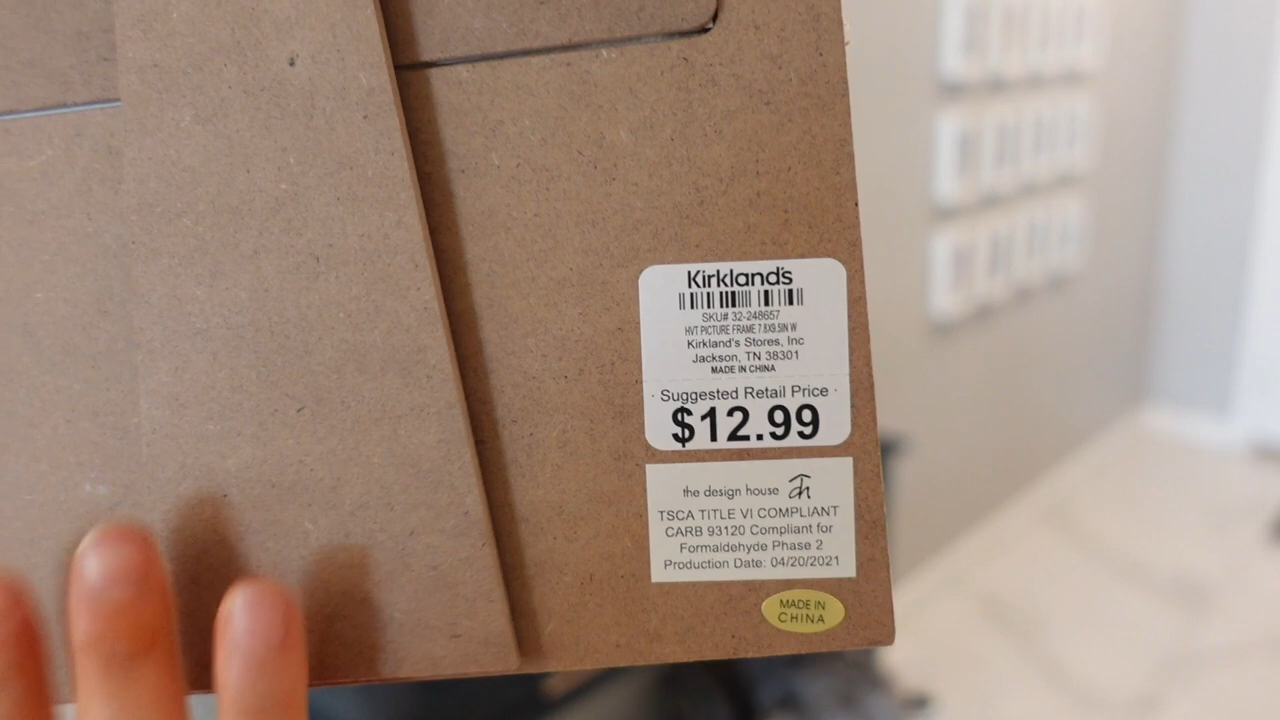 Kirkland's
SKU# 32-248657
HVT PICTURE FRAME 7.8X9.5IN W
Kirkland's Stores, Inc
Jackson, TN 38301
MADE IN CHINA
· Suggested Retail Price ·
$12.99
the design house
TSCA TITLE VI COMPLIANT
CARB 93120 Compliant for
Formaldehyde Phase 2
Production Date: 04/20/2021
MADE IN
CHINA